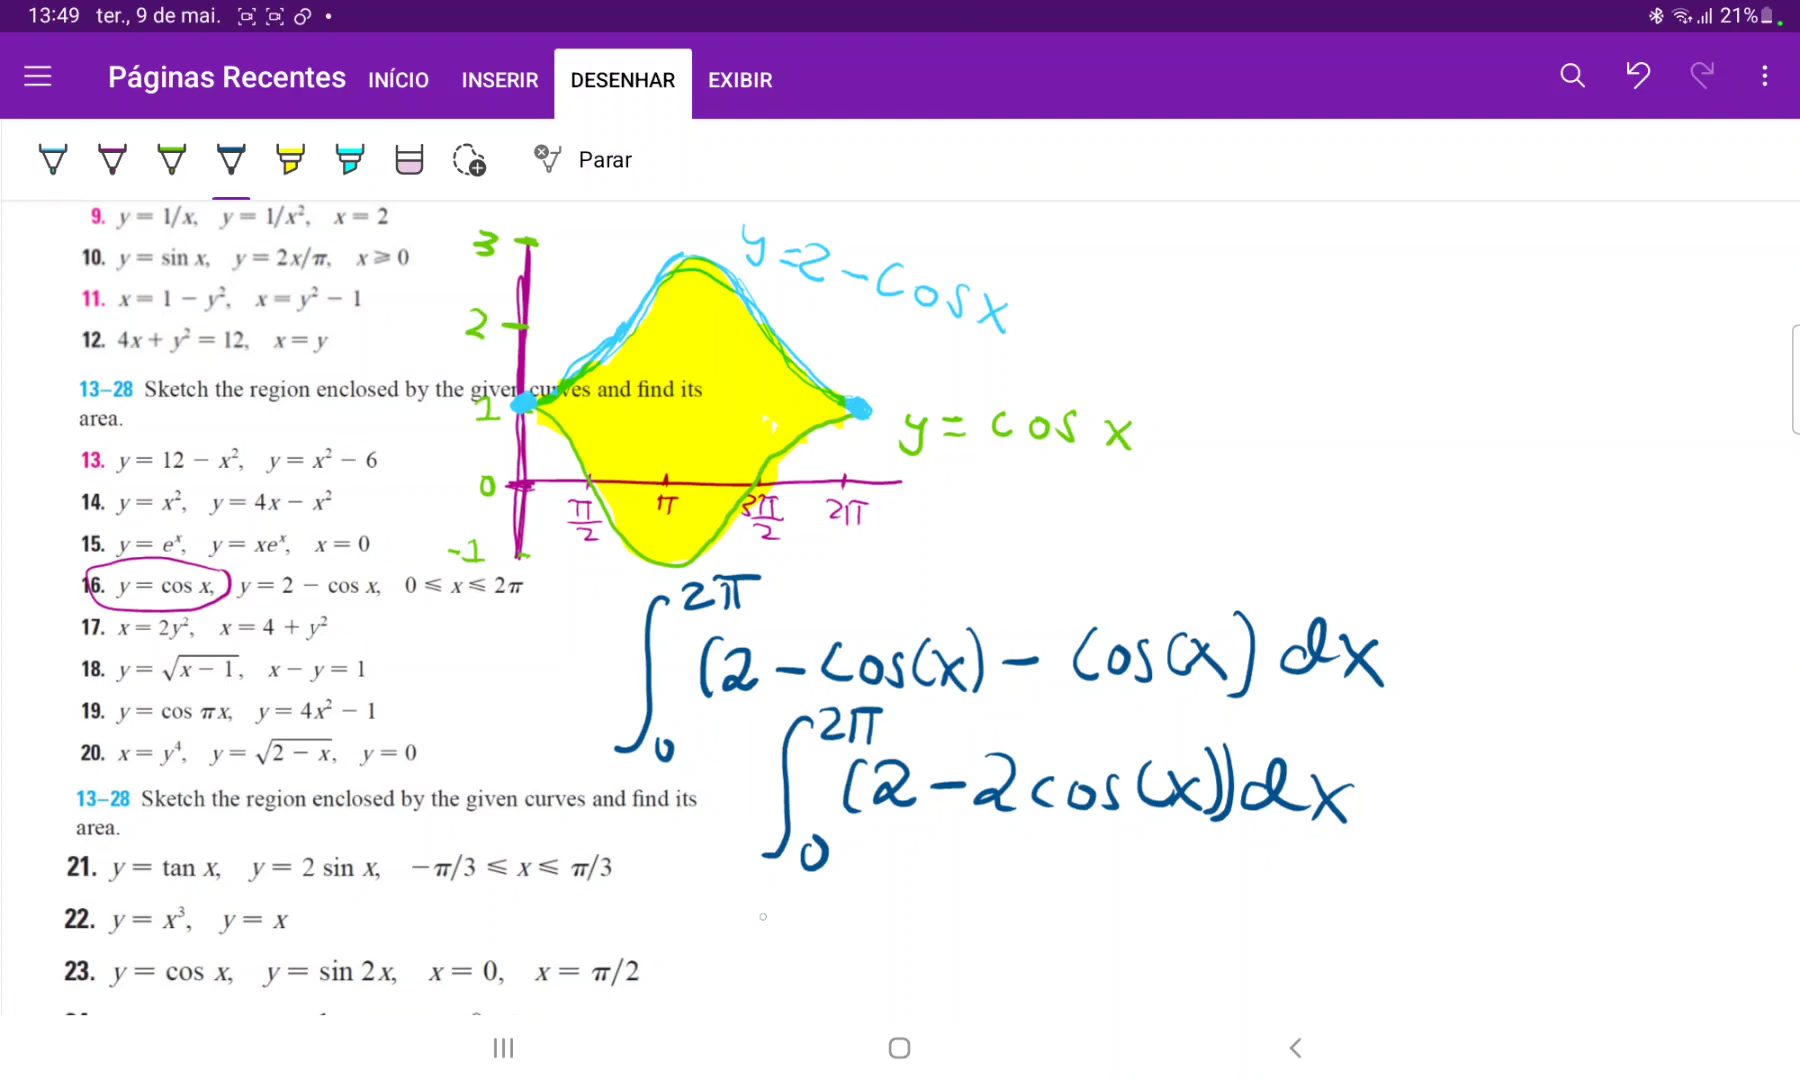 13:49 ter., 9 de mai.
21%
Páginas Recentes INÍCIO INSERIR DESENHAR EXIBIR
Parar
9. y = 1/x, y = 1/x², x = 2
10. y = sin x, y = 2x/π, x ⩾ 0
11. x = 1 − y², x = y² − 1
12. 4x + y² = 12, x = y
13–28 Sketch the region enclosed by the given curves and find its
area.
13. y = 12 − x², y = x² − 6
14. y = x², y = 4x − x²
15. y = eˣ, y = xeˣ, x = 0
16. y = cos x, y = 2 − cos x, 0 ⩽ x ⩽ 2π
17. x = 2y², x = 4 + y²
18. y = √(x − 1), x − y = 1
19. y = cos πx, y = 4x² − 1
20. x = y⁴, y = √(2 − x), y = 0
13–28 Sketch the region enclosed by the given curves and find its
area.
21. y = tan x, y = 2 sin x, −π/3 ⩽ x ⩽ π/3
22. y = x³, y = x
23. y = cos x, y = sin 2x, x = 0, x = π/2
3
2
1
0
-1
π/2 π 3π/2 2π
y=2-cosx
y= cos x
∫₀^2π (2-cos(x)- cos(x) dx
∫₀^2π (2-2cos(x))dx